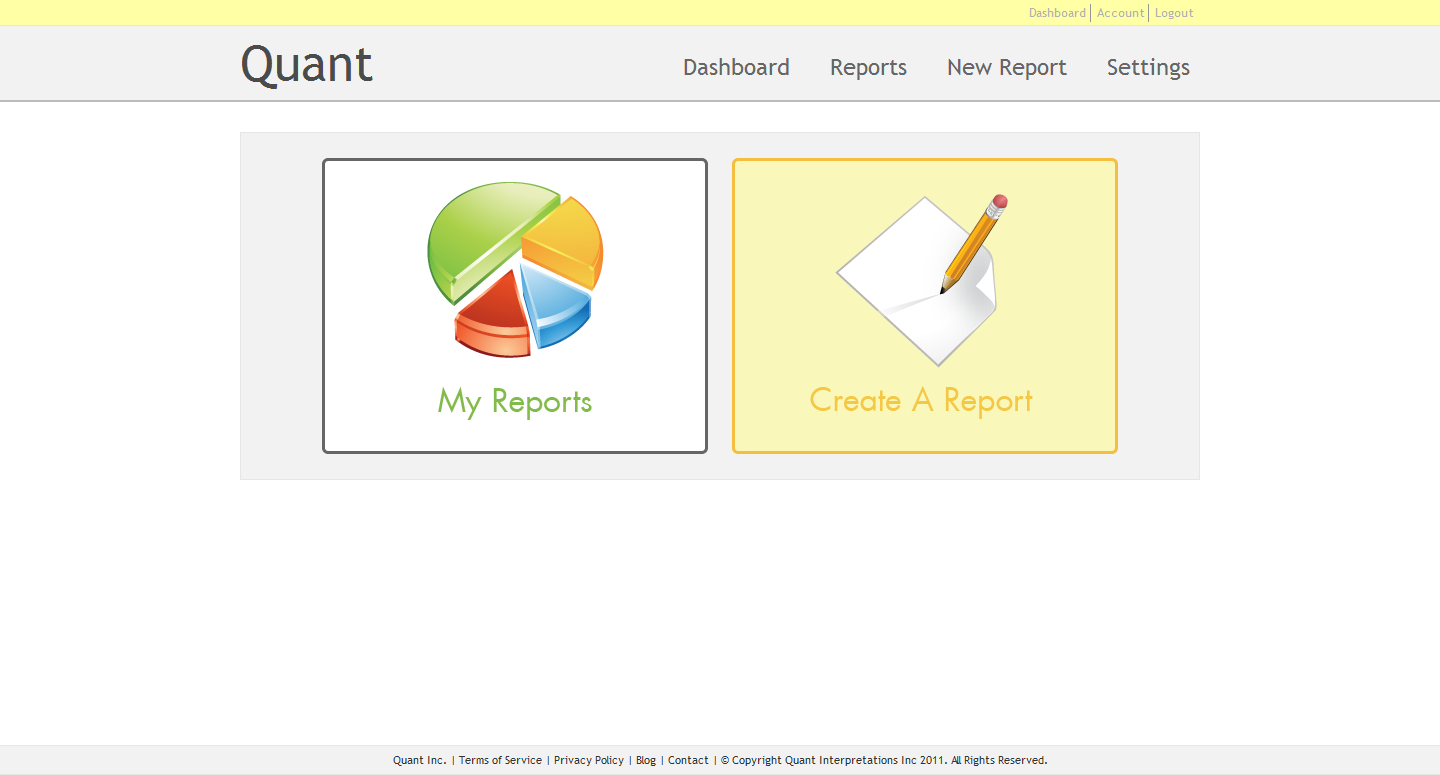 Dashboard | Account | Logout
Quant
Dashboard Reports New Report Settings
My Reports
Create A Report
Quant Inc. | Terms of Service | Privacy Policy | Blog | Contact | © Copyright Quant Interpretations Inc 2011. All Rights Reserved.